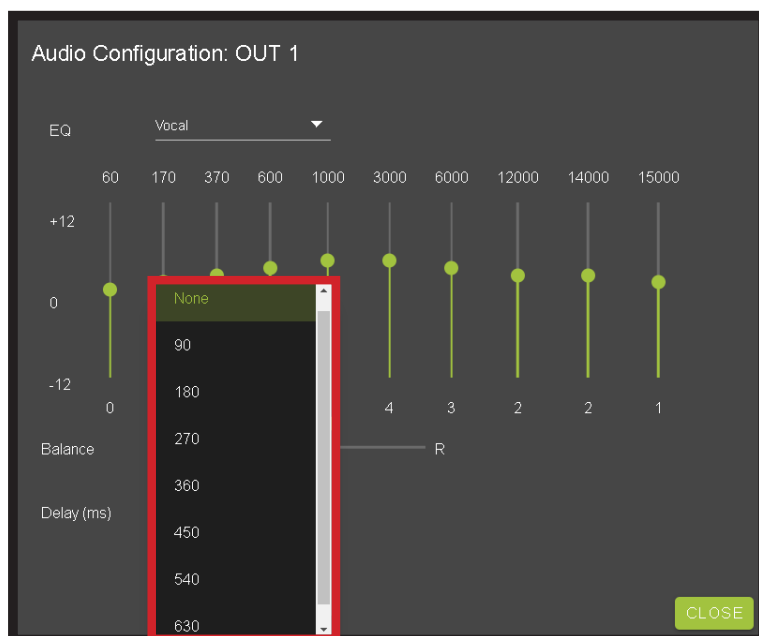 Audio Configuration: OUT 1
EQ
Vocal
60 170 370 600 1000 3000 6000 12000 14000 15000
+12
0
-12
0 4 3 2 2 1
Balance
R
Delay (ms)
None
90
180
270
360
450
540
630
CLOSE